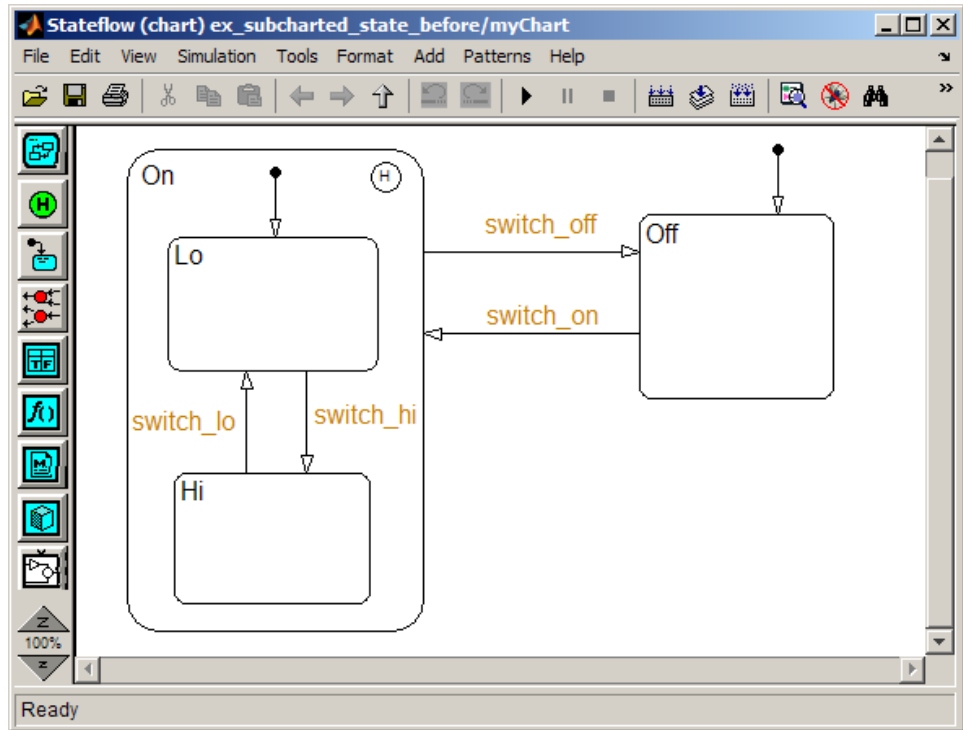 Stateflow (chart) ex_subcharted_state_before/myChart
File Edit View Simulation Tools Format Add Patterns Help
On
H
switch_off
Off
Lo
switch_on
switch_lo
switch_hi
Hi
H
TF
f()
M
Z
100%
z
Ready